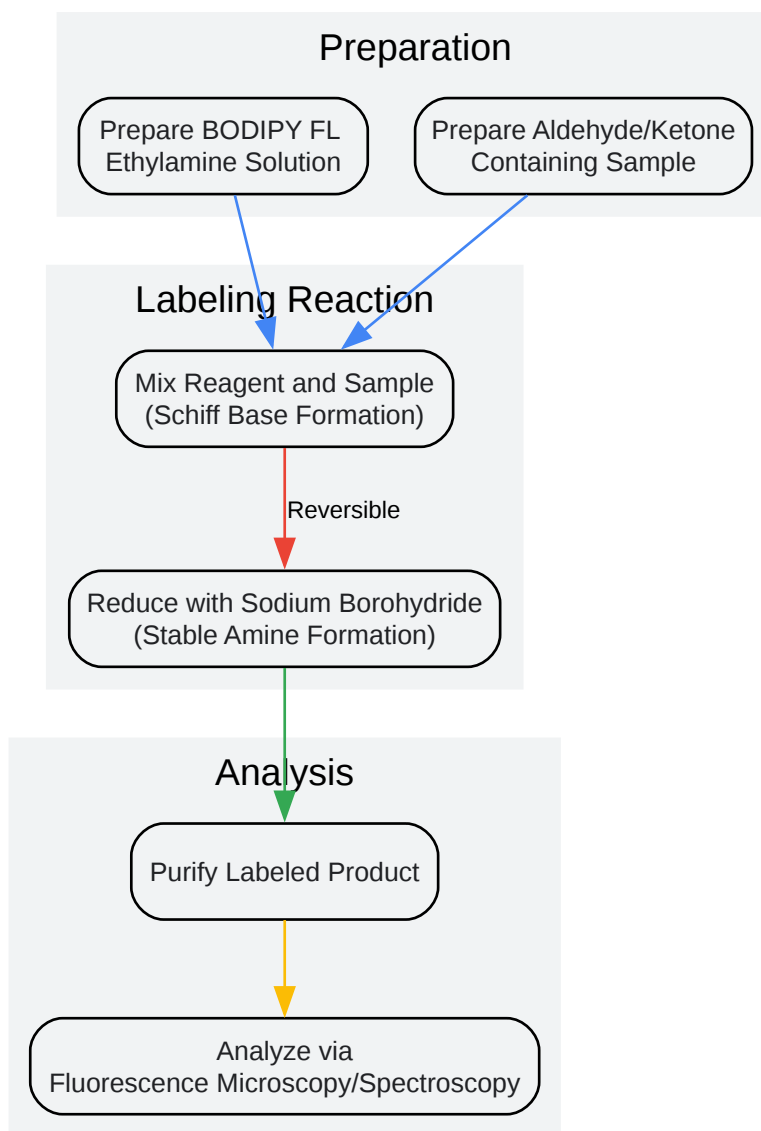 Preparation
Prepare BODIPY FL
Ethylamine Solution
Prepare Aldehyde/Ketone
Containing Sample
Labeling Reaction
Mix Reagent and Sample
(Schiff Base Formation)
Reversible
Reduce with Sodium Borohydride
(Stable Amine Formation)
Analysis
Purify Labeled Product
Analyze via
Fluorescence Microscopy/Spectroscopy